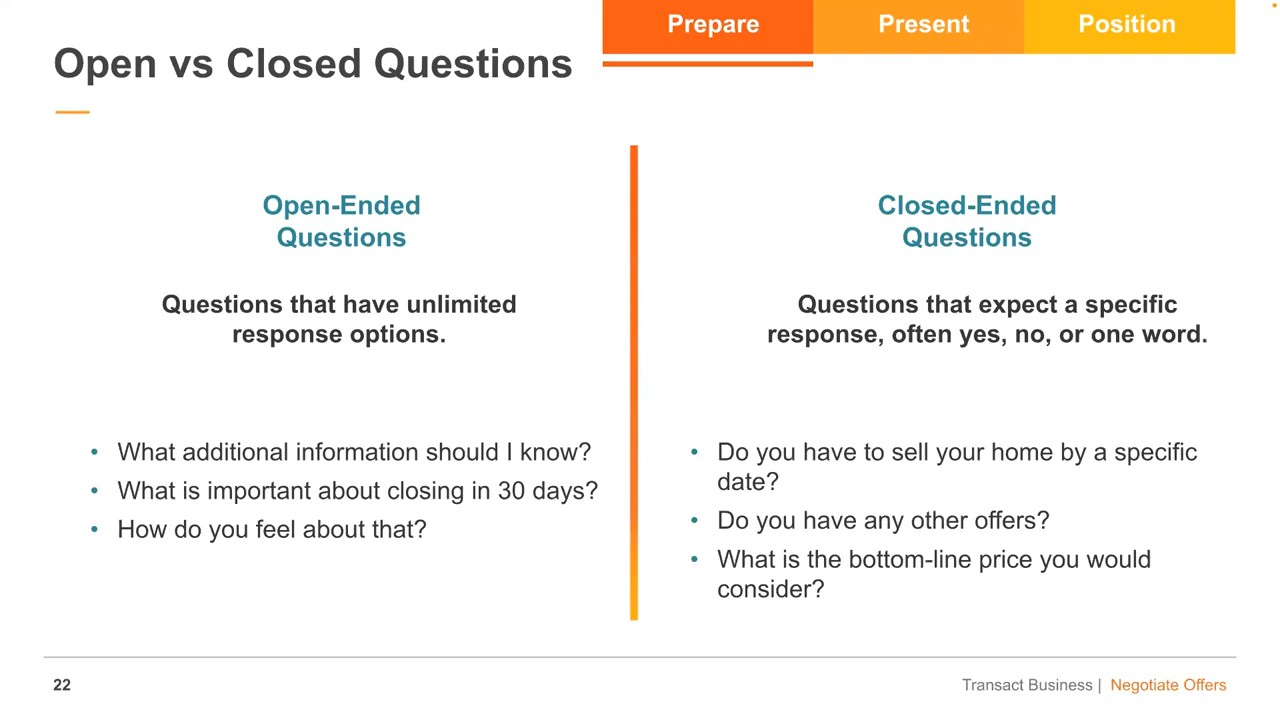 Prepare
Present
Position
Open vs Closed Questions
Open-Ended
Questions
Questions that have unlimited
response options.
• What additional information should I know?
• What is important about closing in 30 days?
• How do you feel about that?
Closed-Ended
Questions
Questions that expect a specific
response, often yes, no, or one word.
• Do you have to sell your home by a specific
date?
• Do you have any other offers?
• What is the bottom-line price you would
consider?
22
Transact Business | Negotiate Offers